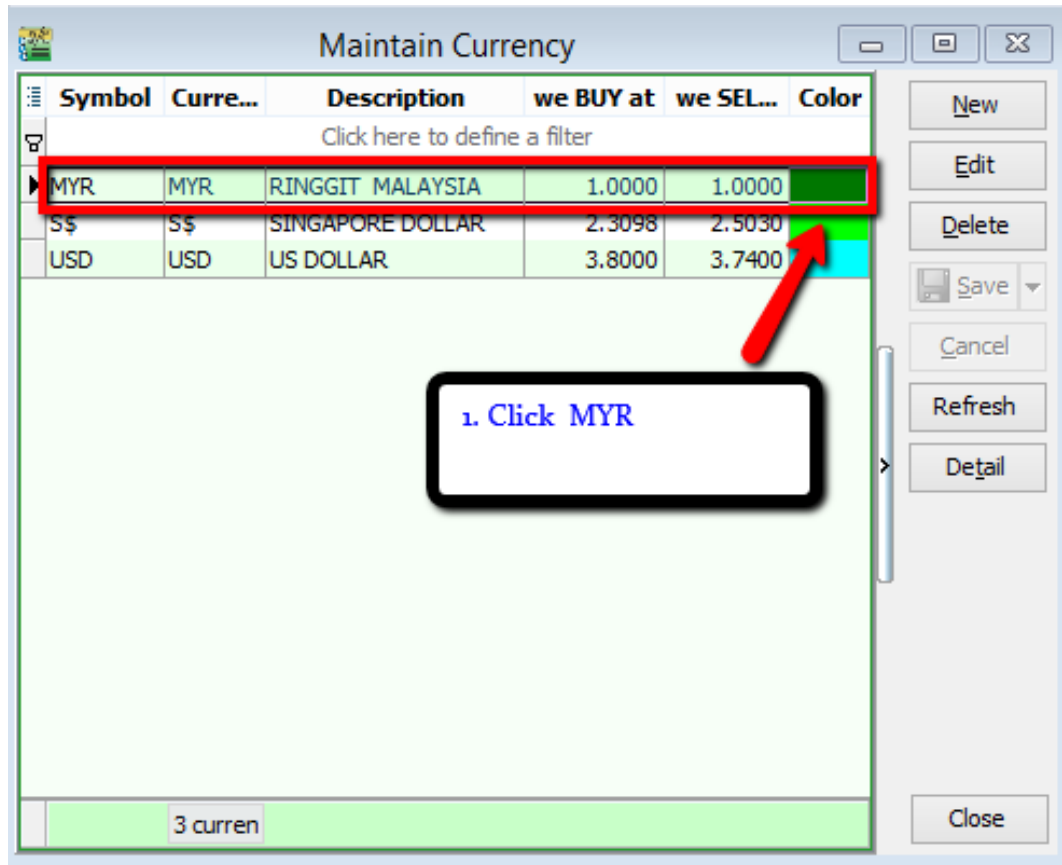 Maintain Currency
Symbol Curre... Description we BUY at we SEL... Color
Click here to define a filter
MYR MYR RINGGIT MALAYSIA 1.0000 1.0000
S$ S$ SINGAPORE DOLLAR 2.3098 2.5030
USD USD US DOLLAR 3.8000 3.7400
1. Click MYR
3 curren
New
Edit
Delete
Save
Cancel
Refresh
Detail
Close